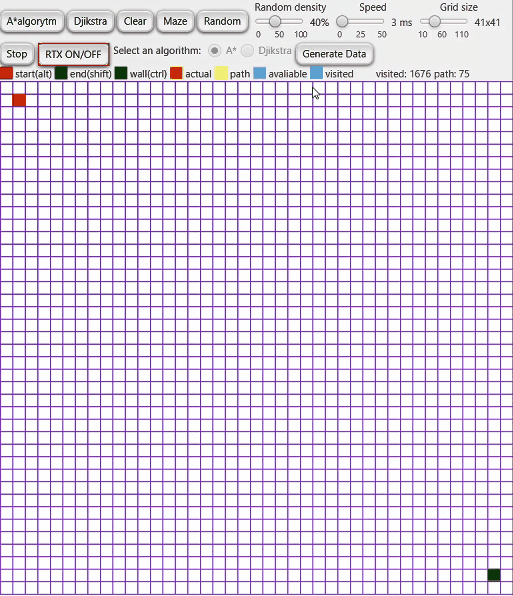 A*algorytm Djikstra Clear Maze Random Random density 40% Speed 3 ms Grid size 41x41
0 50 100 0 25 50 10 60 110
Stop RTX ON/OFF Select an algorithm: A* Djikstra Generate Data
start(alt) end(shift) wall(ctrl) actual path avaliable visited visited: 1676 path: 75